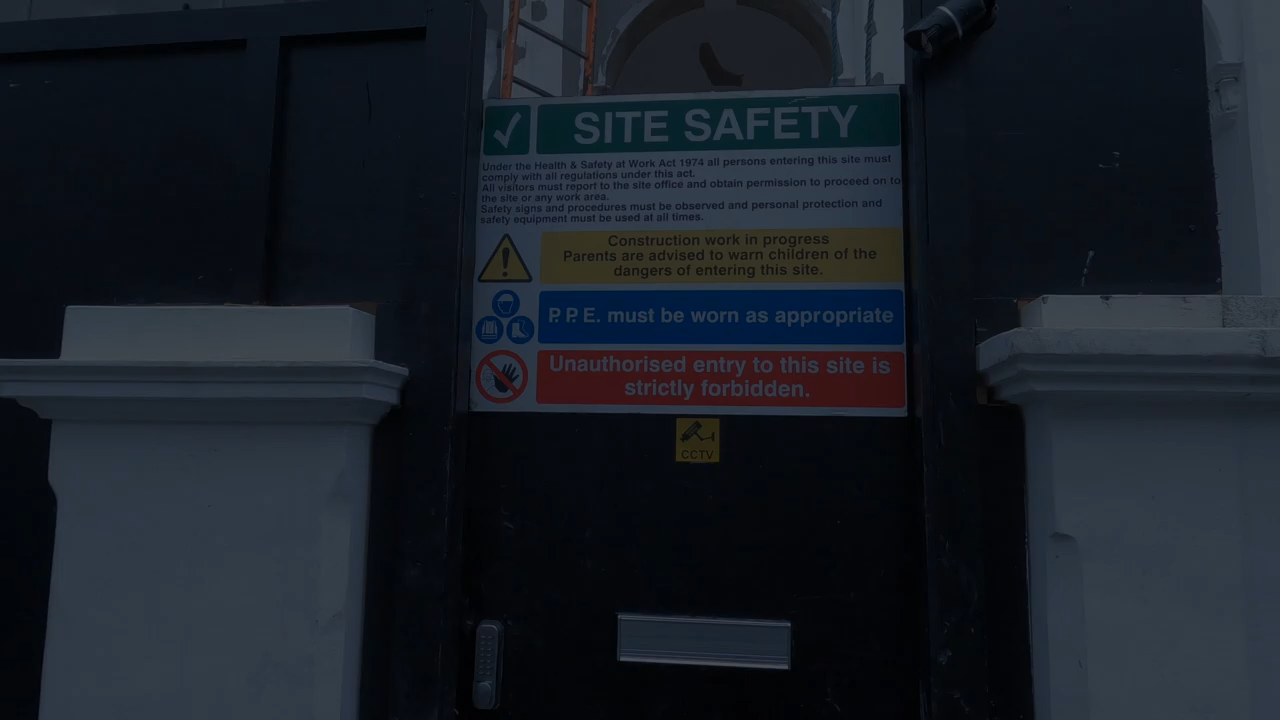 SITE SAFETY
Under the Health & Safety at Work Act 1974 all persons entering this site must
comply with all regulations under this act.
All visitors must report to the site office and obtain permission to proceed on to
the site or any work area.
Safety signs and procedures must be observed and personal protection and
safety equipment must be used at all times.
Construction work in progress
Parents are advised to warn children of the
dangers of entering this site.
P.P.E. must be worn as appropriate
Unauthorised entry to this site is
strictly forbidden.
CCTV